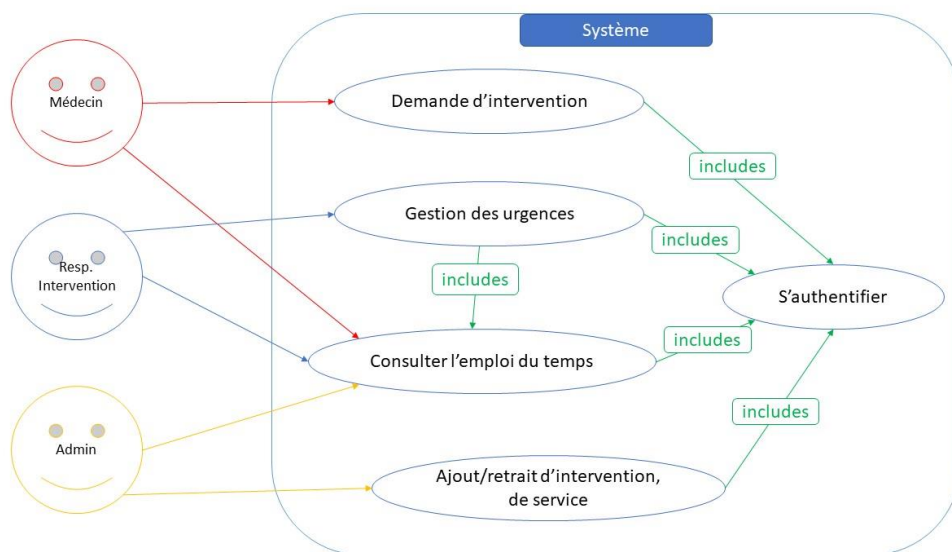 Système
Médecin
Demande d'intervention
includes
Gestion des urgences
includes
Resp.
Intervention
includes
S'authentifier
includes
Consulter l'emploi du temps
includes
Admin
Ajout/retrait d'intervention,
de service